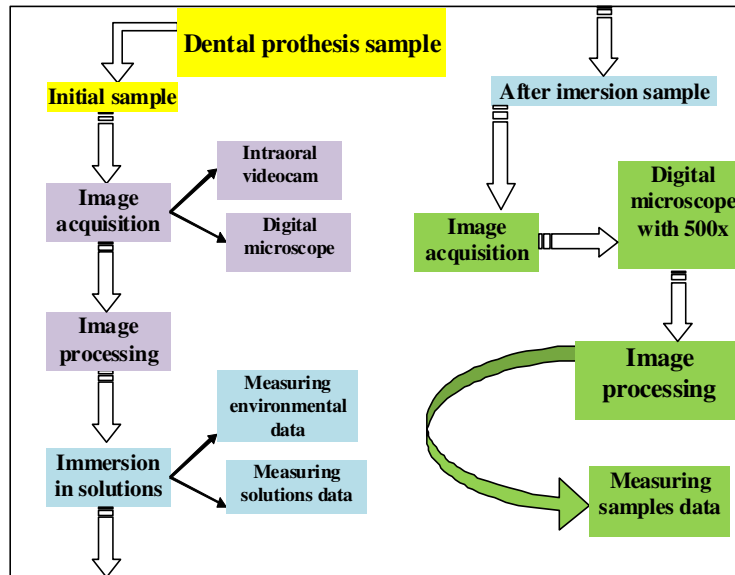 Dental prothesis sample
Initial sample
Image
acquisition
Intraoral
videocam
Digital
microscope
Image
processing
Measuring
environmental
data
Immersion
in solutions
Measuring
solutions data
After imersion sample
Image
acquisition
Digital
microscope
with 500x
Image
processing
Measuring
samples data